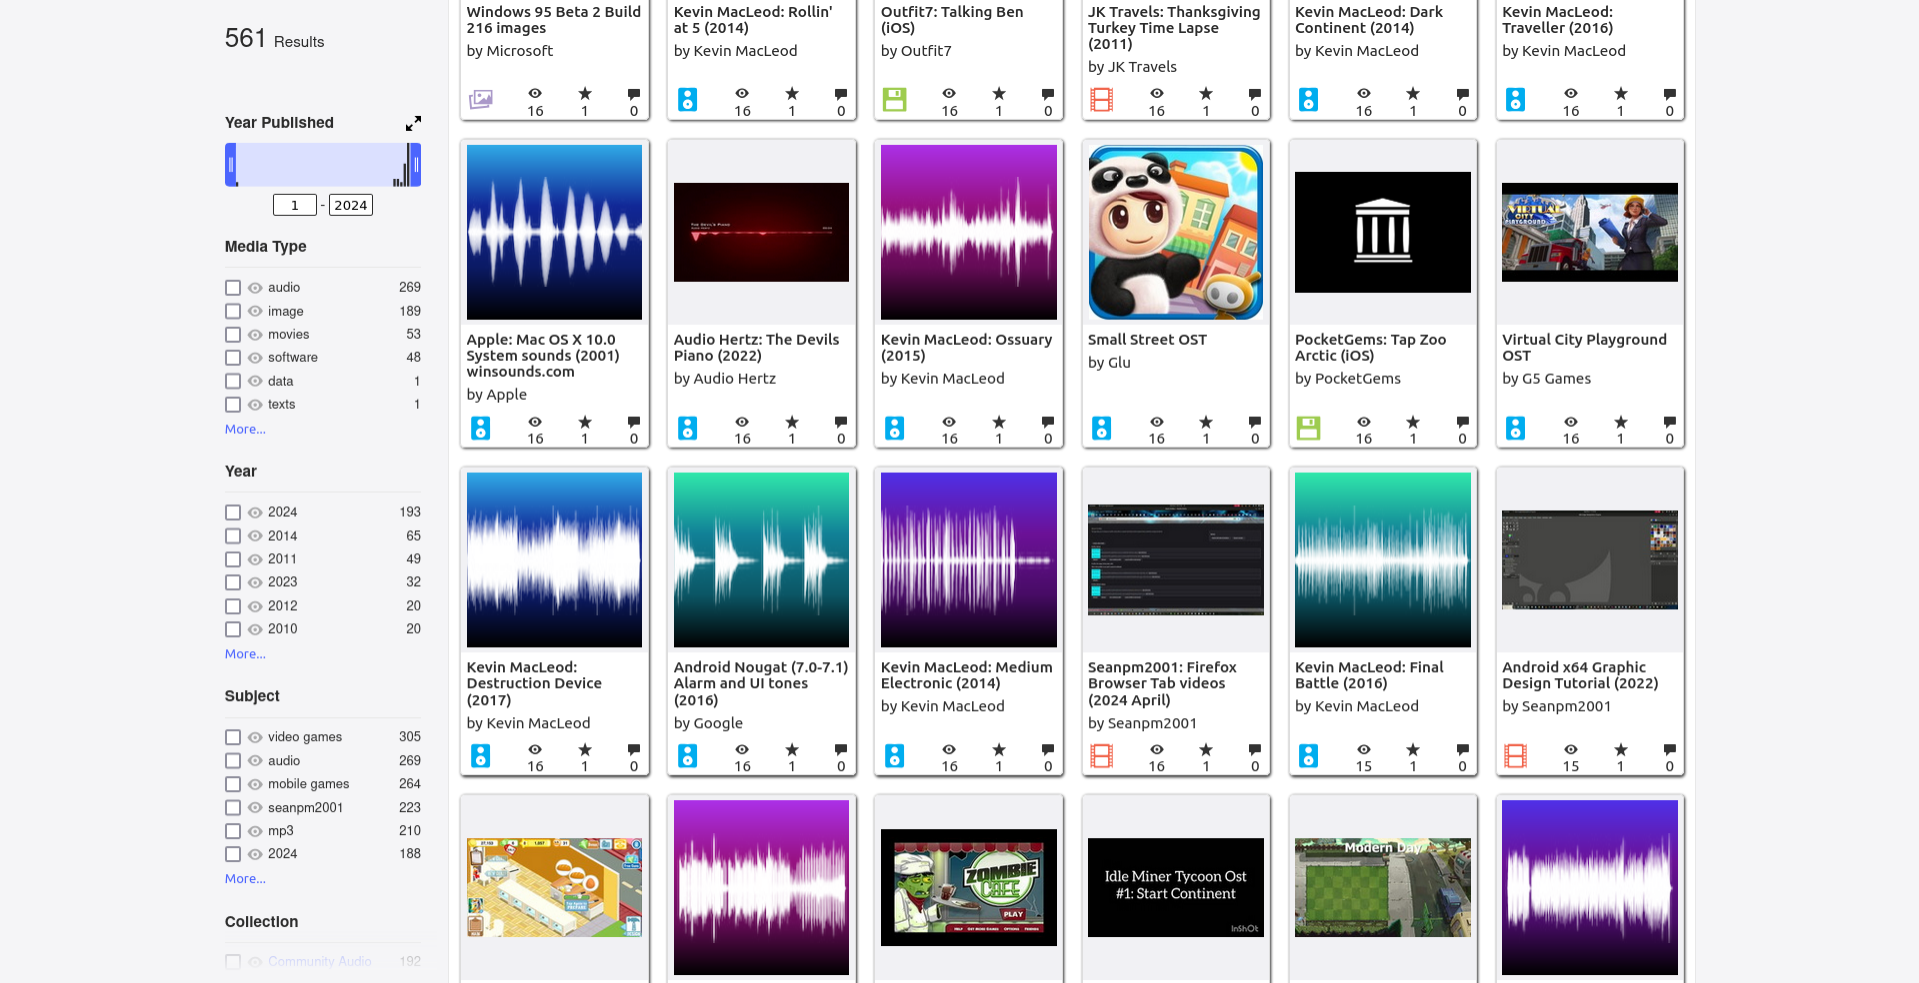 561 Results
Year Published
1 - 2024
Media Type
audio 269
image 189
movies 53
software 48
data 1
texts 1
More...
Year
2024 193
2014 65
2011 49
2023 32
2012 20
2010 20
More...
Subject
video games 305
audio 269
mobile games 264
seanpm2001 223
mp3 210
2024 188
More...
Collection
Community Audio 192
Windows 95 Beta 2 Build
216 images
by Microsoft
16 1 0
Kevin MacLeod: Rollin'
at 5 (2014)
by Kevin MacLeod
16 1 0
Outfit7: Talking Ben
(iOS)
by Outfit7
16 1 0
JK Travels: Thanksgiving
Turkey Time Lapse
(2011)
by JK Travels
16 1 0
Kevin MacLeod: Dark
Continent (2014)
by Kevin MacLeod
16 1 0
Kevin MacLeod:
Traveller (2016)
by Kevin MacLeod
16 1 0
Apple: Mac OS X 10.0
System sounds (2001)
winsounds.com
by Apple
16 1 0
THE DEVIL'S PIANO
Audio Hertz: The Devils
Piano (2022)
by Audio Hertz
16 1 0
Kevin MacLeod: Ossuary
(2015)
by Kevin MacLeod
16 1 0
Small Street OST
by Glu
16 1 0
PocketGems: Tap Zoo
Arctic (iOS)
by PocketGems
16 1 0
VIRTUAL
CITY
PLAYGROUND
Virtual City Playground
OST
by G5 Games
16 1 0
Kevin MacLeod:
Destruction Device
(2017)
by Kevin MacLeod
16 1 0
Android Nougat (7.0-7.1)
Alarm and UI tones
(2016)
by Google
16 1 0
Kevin MacLeod: Medium
Electronic (2014)
by Kevin MacLeod
16 1 0
Seanpm2001: Firefox
Browser Tab videos
(2024 April)
by Seanpm2001
16 1 0
Kevin MacLeod: Final
Battle (2016)
by Kevin MacLeod
15 1 0
Android x64 Graphic
Design Tutorial (2022)
by Seanpm2001
15 1 0
ZOMBIE
CAFE
PLAY
HELP GET MORE GAMES OPTIONS FRIENDS
Idle Miner Tycoon Ost
#1: Start Continent
InShOt
Modern Day